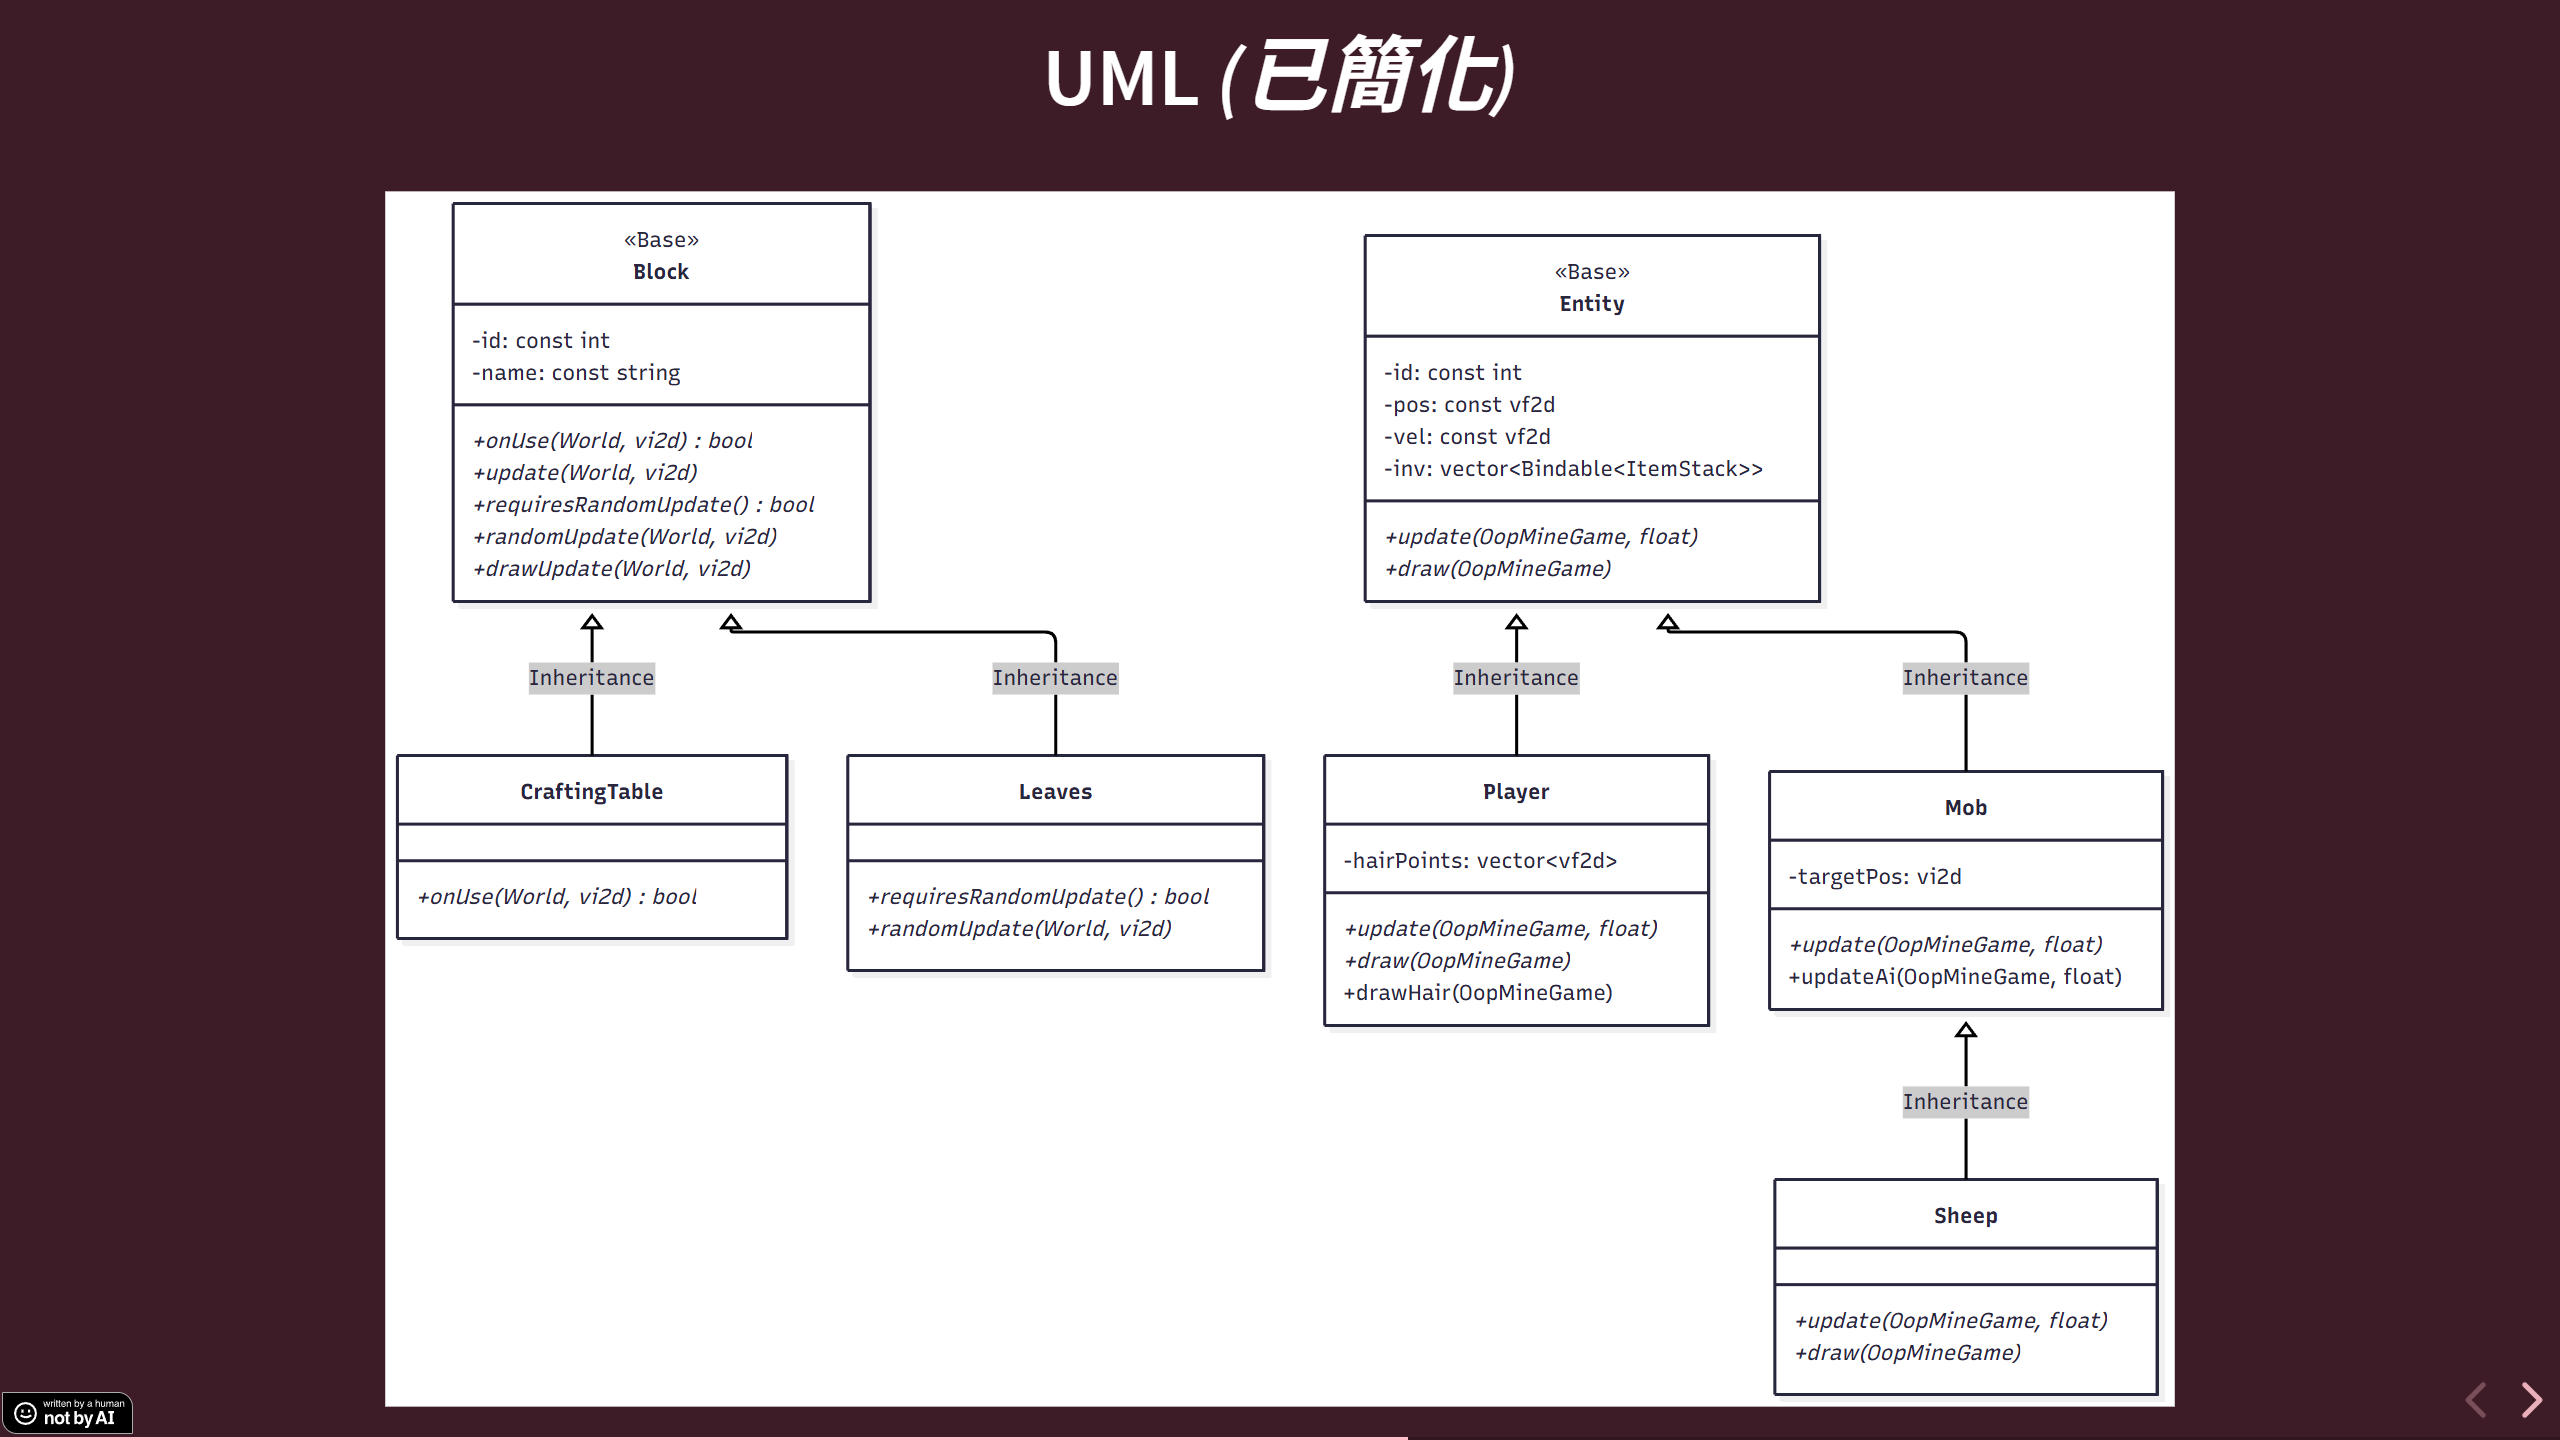 UML (已簡化)
«Base»
Block
-id: const int
-name: const string
+onUse(World, vi2d) : bool
+update(World, vi2d)
+requiresRandomUpdate() : bool
+randomUpdate(World, vi2d)
+drawUpdate(World, vi2d)
«Base»
Entity
-id: const int
-pos: const vf2d
-vel: const vf2d
-inv: vector<Bindable<ItemStack>>
+update(OopMineGame, float)
+draw(OopMineGame)
Inheritance
Inheritance
Inheritance
Inheritance
CraftingTable
+onUse(World, vi2d) : bool
Leaves
+requiresRandomUpdate() : bool
+randomUpdate(World, vi2d)
Player
-hairPoints: vector<vf2d>
+update(OopMineGame, float)
+draw(OopMineGame)
+drawHair(OopMineGame)
Mob
-targetPos: vi2d
+update(OopMineGame, float)
+updateAi(OopMineGame, float)
Inheritance
Sheep
+update(OopMineGame, float)
+draw(OopMineGame)
written by a human
not by AI